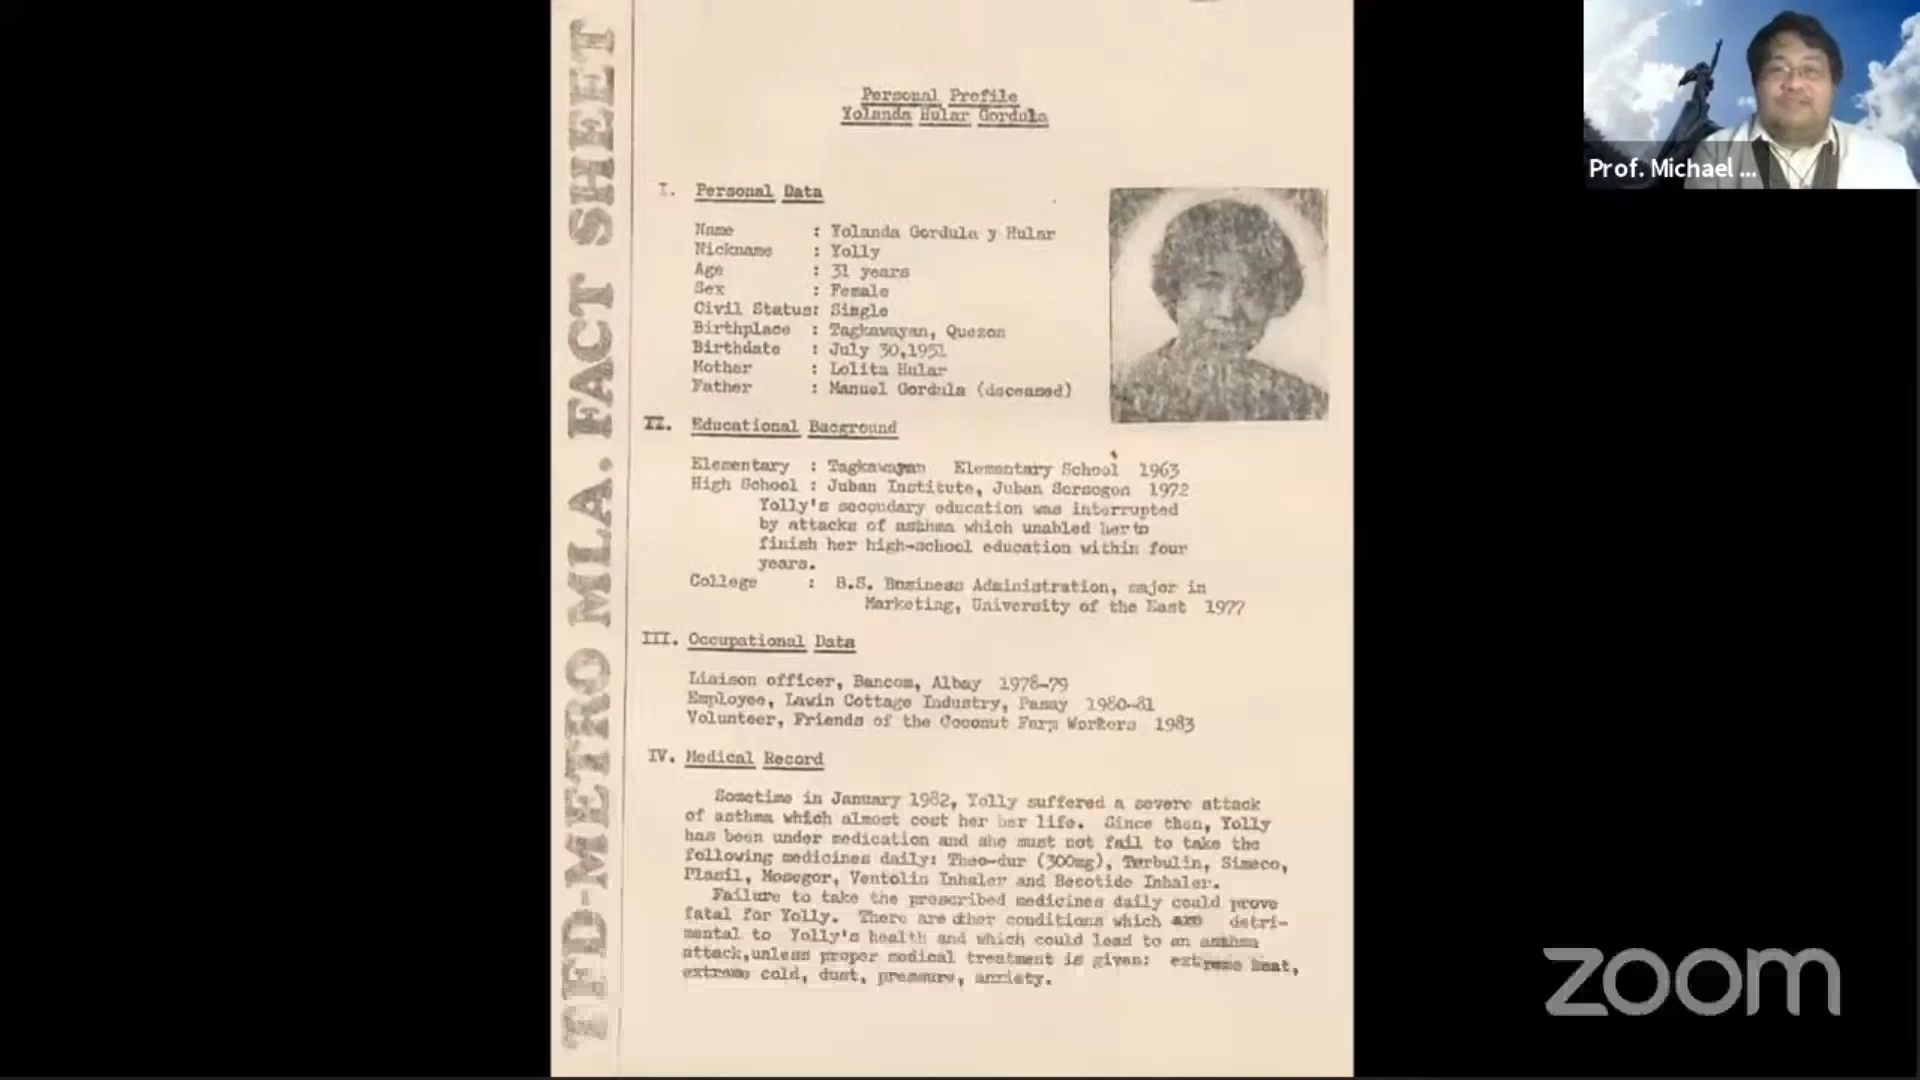 TFD-METRO MLA. FACT SHEET
Personal Profile
Yolanda Hular Gordula
I. Personal Data
Name : Yolanda Gordula y Hular
Nickname : Yolly
Age : 31 years
Sex : Female
Civil Status: Single
Birthplace : Tagkawayan, Quezon
Birthdate : July 30,1951
Mother : Lolita Hular
Father : Manuel Gordula (deceased)
II. Educational Bacground
Elementary : Tagkawayan Elementary School 1963
High School : Juban Institute, Juban Sorsogon 1972
Yolly's secondary education was interrupted
by attacks of asthma which unabled her to
finish her high-school education within four
years.
College : B.S. Business Administration, major in
Marketing, University of the East 1977
III. Occupational Data
Liaison officer, Bancom, Albay 1978-79
Employee, Lawin Cottage Industry, Pasay 1980-81
Volunteer, Friends of the Coconut Farm Workers 1983
IV. Medical Record
Sometime in January 1982, Yolly suffered a severe attack
of asthma which almost cost her her life. Since then, Yolly
has been under medication and she must not fail to take the
following medicines daily: Theo-dur (300mg), Terbulin, Simeco,
Plasil, Mosegor, Ventolin Inhaler and Becotide Inhaler.
Failure to take the prescribed medicines daily could prove
fatal for Yolly. There are other conditions which are detri-
mental to Yolly's health and which could lead to an asthma
attack,unless proper medical treatment is given: extreme heat,
extreme cold, dust, pressure, anxiety.
Prof. Michael ...
zoom